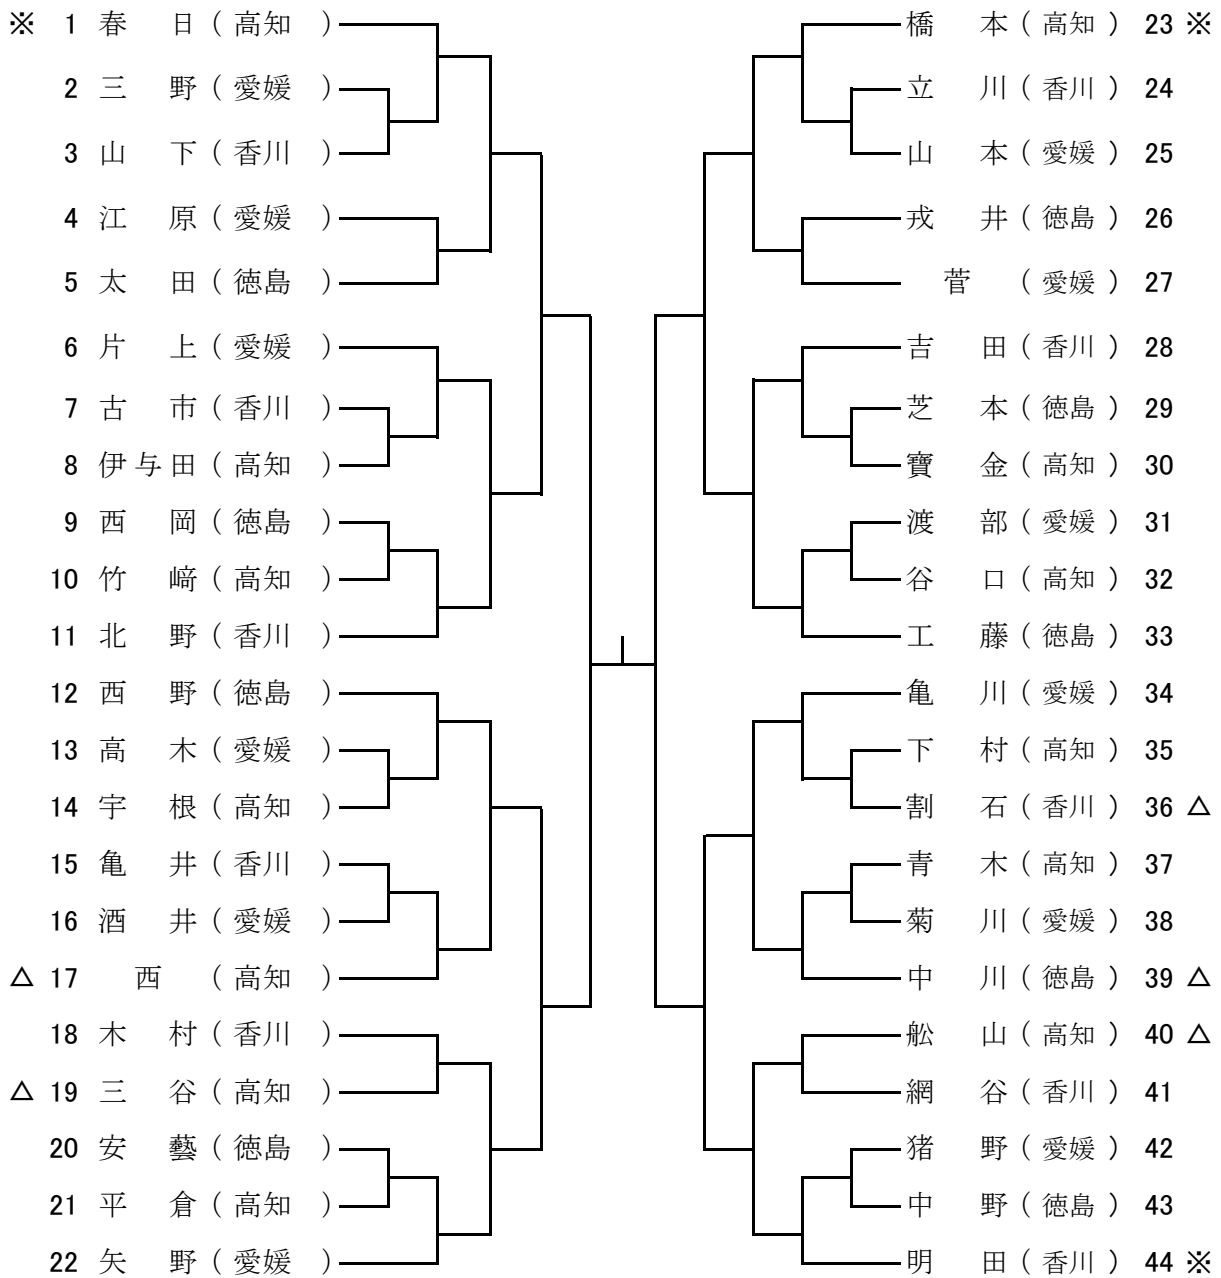 ※ 1 春 日 ( 高知 )
2 三 野 ( 愛媛 )
3 山 下 ( 香川 )
4 江 原 ( 愛媛 )
5 太 田 ( 徳島 )
6 片 上 ( 愛媛 )
7 古 市 ( 香川 )
8 伊 与 田 ( 高知 )
9 西 岡 ( 徳島 )
10 竹 﨑 ( 高知 )
11 北 野 ( 香川 )
12 西 野 ( 徳島 )
13 高 木 ( 愛媛 )
14 宇 根 ( 高知 )
15 亀 井 ( 香川 )
16 酒 井 ( 愛媛 )
△ 17 西 ( 高知 )
18 木 村 ( 香川 )
△ 19 三 谷 ( 高知 )
20 安 藝 ( 徳島 )
21 平 倉 ( 高知 )
22 矢 野 ( 愛媛 )
橋 本 ( 高知 ) 23 ※
立 川 ( 香川 ) 24
山 本 ( 愛媛 ) 25
戎 井 ( 徳島 ) 26
菅 ( 愛媛 ) 27
吉 田 ( 香川 ) 28
芝 本 ( 徳島 ) 29
寶 金 ( 高知 ) 30
渡 部 ( 愛媛 ) 31
谷 口 ( 高知 ) 32
工 藤 ( 徳島 ) 33
亀 川 ( 愛媛 ) 34
下 村 ( 高知 ) 35
割 石 ( 香川 ) 36 △
青 木 ( 高知 ) 37
菊 川 ( 愛媛 ) 38
中 川 ( 徳島 ) 39 △
舩 山 ( 高知 ) 40 △
網 谷 ( 香川 ) 41
猪 野 ( 愛媛 ) 42
中 野 ( 徳島 ) 43
明 田 ( 香川 ) 44 ※